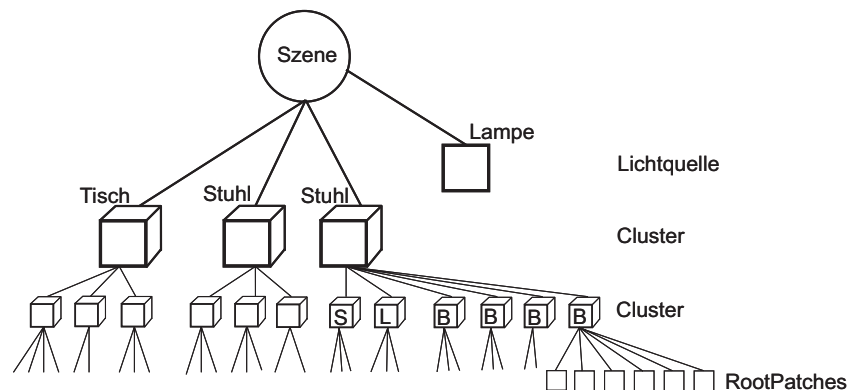 Szene
Lampe
Lichtquelle
Tisch
Stuhl
Stuhl
Cluster
S
L
B
B
B
B
Cluster
RootPatches